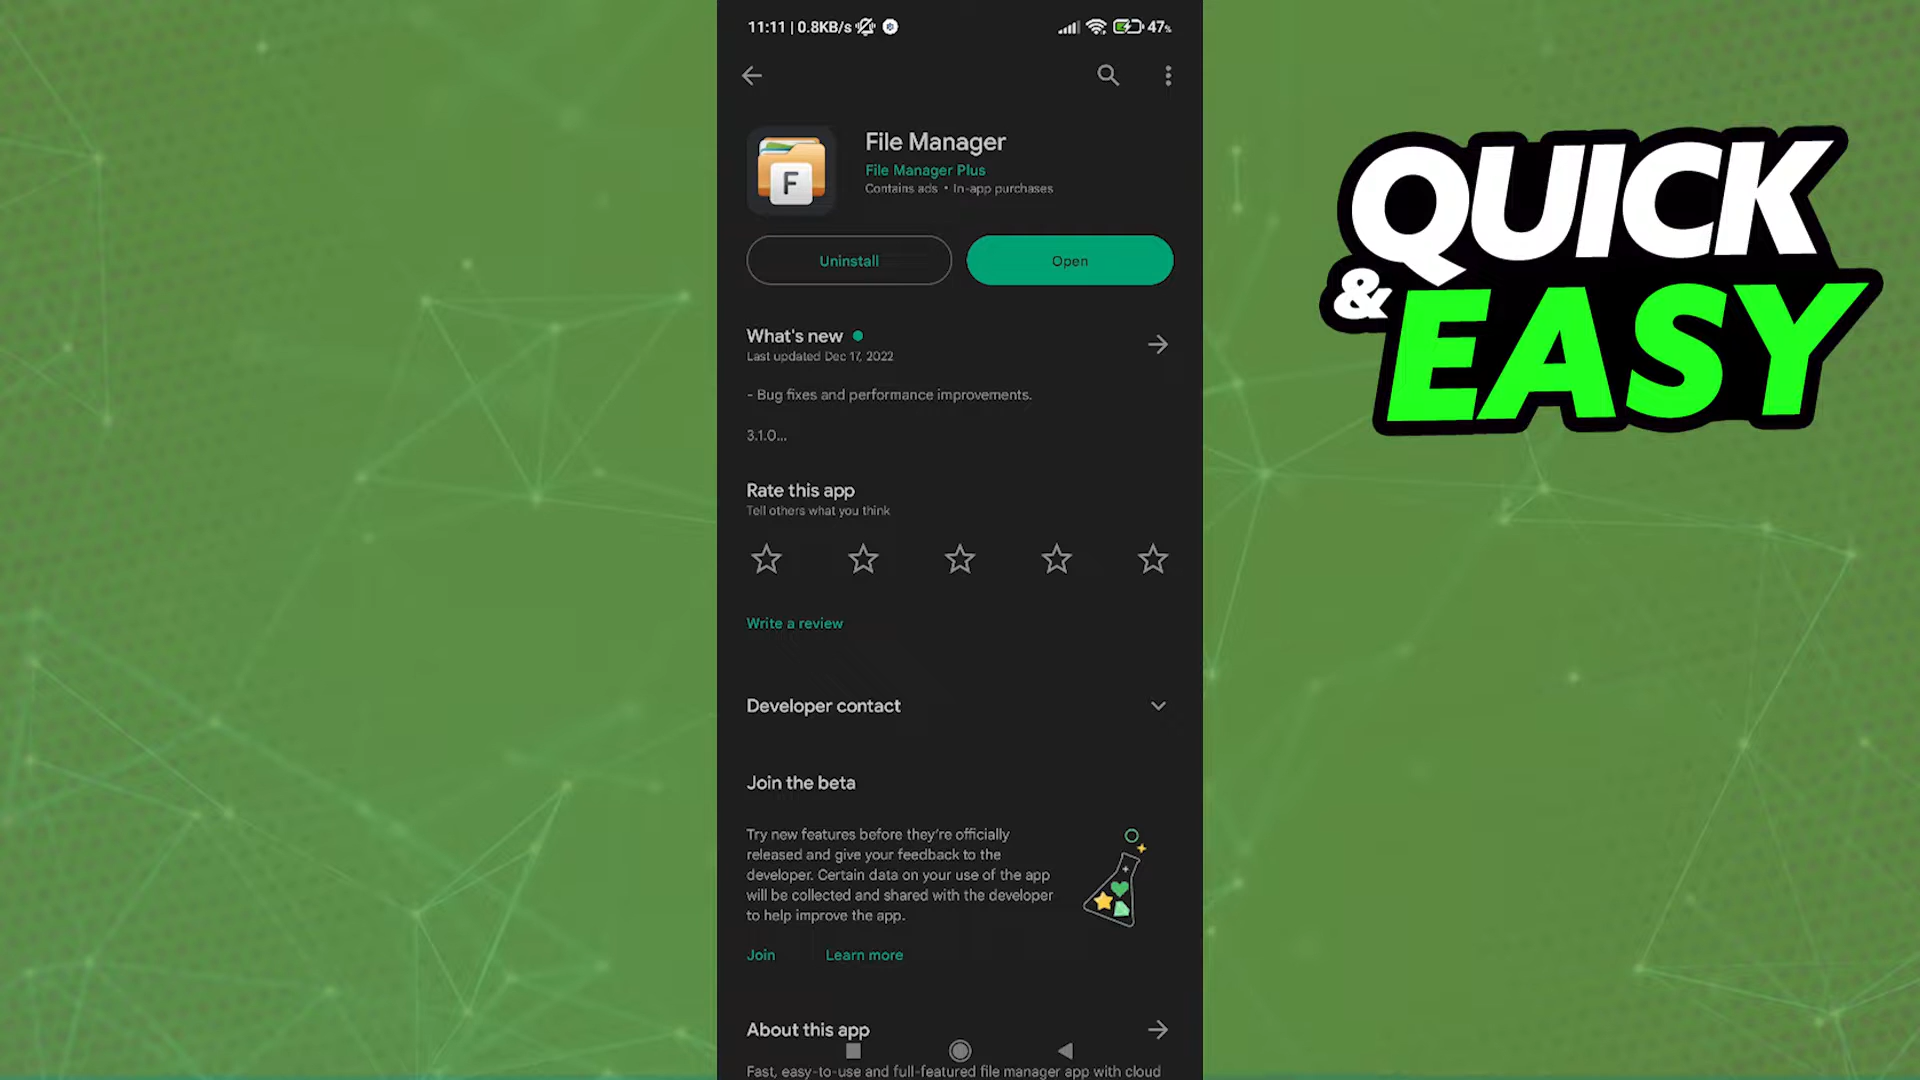 11:11 | 0.8KB/s 47%
File Manager
File Manager Plus
Contains ads • In-app purchases
F
Uninstall
Open
What's new
Last updated Dec 17, 2022
- Bug fixes and performance improvements.
3.1.0...
Rate this app
Tell others what you think
Write a review
Developer contact
Join the beta
Try new features before they're officially
released and give your feedback to the
developer. Certain data on your use of the app
will be collected and shared with the developer
to help improve the app.
Join Learn more
About this app
Fast, easy-to-use and full-featured file manager app with cloud
QUICK
& EASY